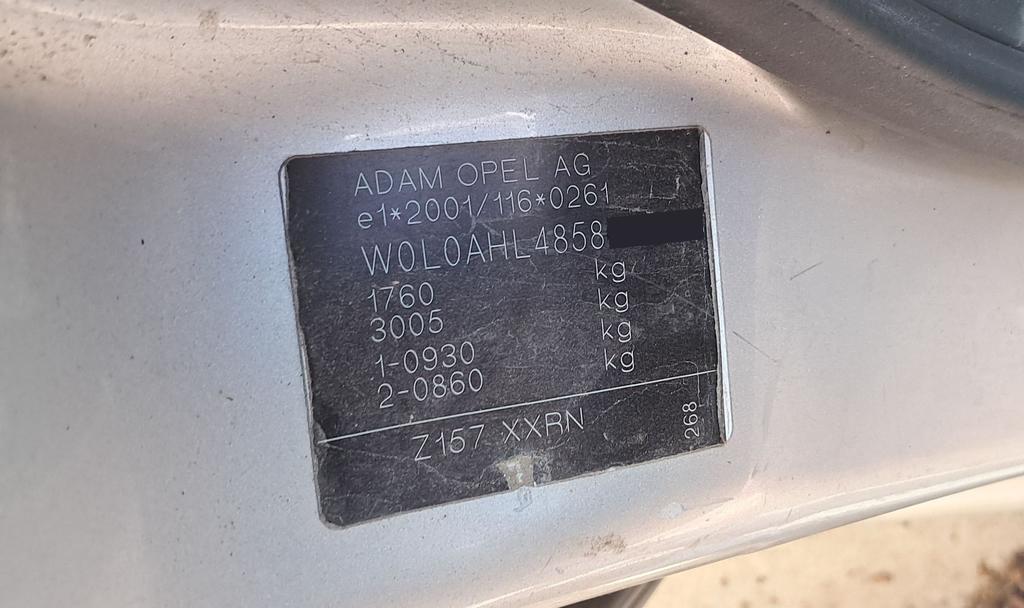 ADAM OPEL AG
e1*2001/116*0261
W0L0AHL4858
1760 kg
3005 kg
1-0930 kg
2-0860 kg
Z157 XXRN
268